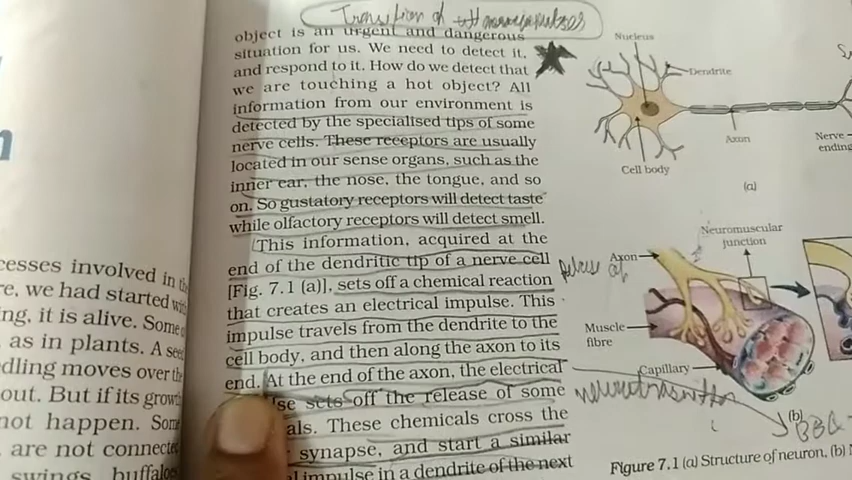 object is an urgent and dangerous
situation for us. We need to detect it,
and respond to it. How do we detect that
we are touching a hot object? All
information from our environment is
detected by the specialised tips of some
nerve cells. These receptors are usually
located in our sense organs, such as the
inner ear, the nose, the tongue, and so
on. So gustatory receptors will detect taste
while olfactory receptors will detect smell.
This information, acquired at the
end of the dendritic tip of a nerve cell
[Fig. 7.1 (a)], sets off a chemical reaction
that creates an electrical impulse. This
impulse travels from the dendrite to the
cell body, and then along the axon to its
end. At the end of the axon, the electrical
sets off the release of some
These chemicals cross the
synapse, and start a similar
impulse in a dendrite of the next
cesses involved in
we had started
ing, it is alive. Some
as in plants. A
dling moves over the
out. But if its
not happen. Som
are not connected
swings,
Nucleus
Dendrite
Axon
Nerve
ending
Cell body
(a)
Neuromuscular
junction
Axon
Muscle
fibre
Capillary
(b)
Figure 7.1 (a) Structure of neuron, (b)